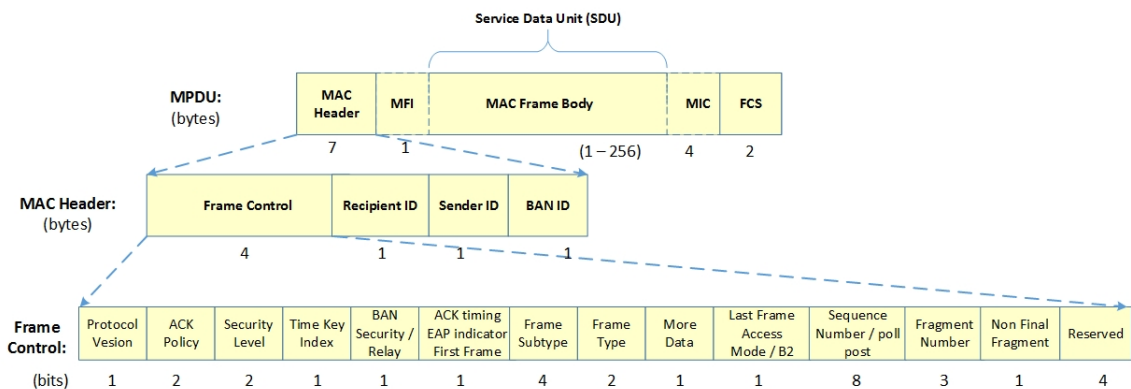 Service Data Unit (SDU)
MPDU:
(bytes)
MAC
Header
MFI
MAC Frame Body
MIC
FCS
7
1
(1 – 256)
4
2
MAC Header:
(bytes)
Frame Control
Recipient ID
Sender ID
BAN ID
4
1
1
1
Frame
Control:
Protocol
Vesion
ACK
Policy
Security
Level
Time Key
Index
BAN
Security /
Relay
ACK timing
EAP indicator
First Frame
Frame
Subtype
Frame
Type
More
Data
Last Frame
Access
Mode / B2
Sequence
Number / poll
post
Fragment
Number
Non Final
Fragment
Reserved
(bits)
1
2
2
1
1
1
4
2
1
1
8
3
1
4